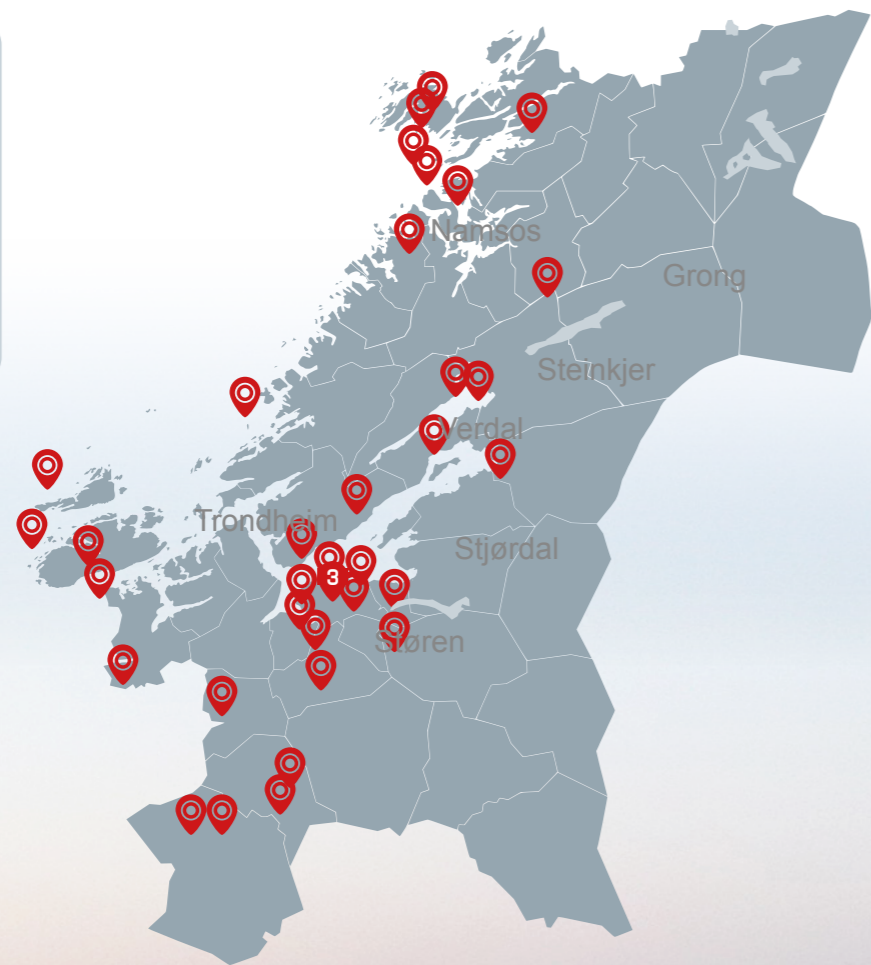 Namsos
Grong
Steinkjer
Verdal
Trondheim
Stjørdal
3
Støren